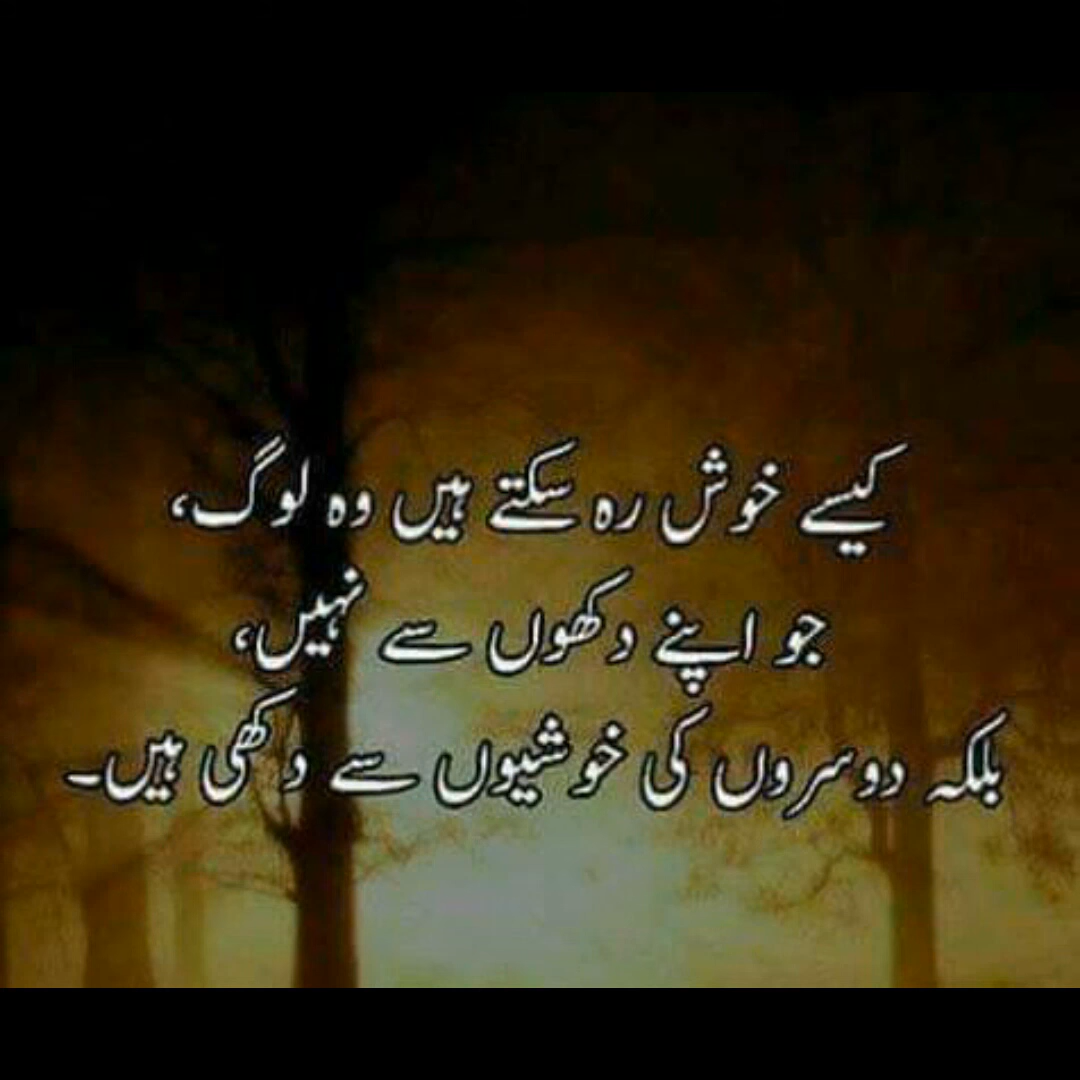 کیسے خوش رہ سکتے ہیں وہ لوگ،
جو اپنے دکھوں سے نہیں،
بلکہ دوسروں کی خوشیوں سے دکھی ہیں۔